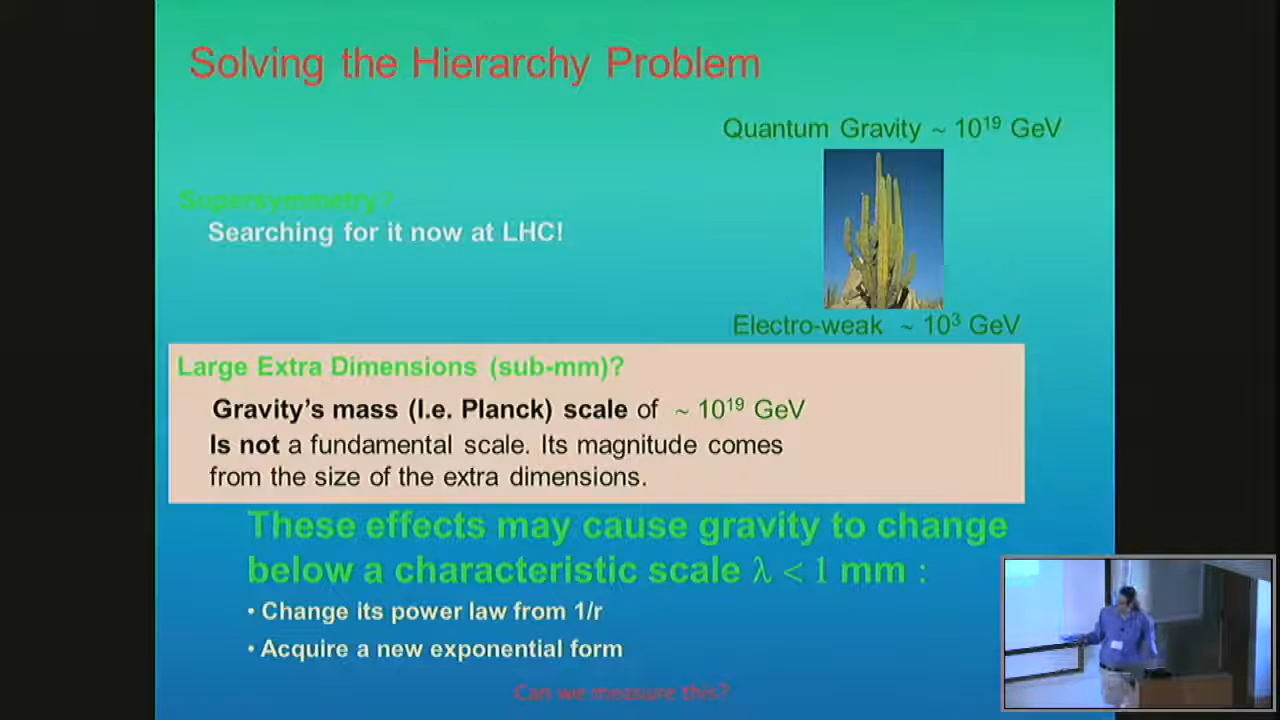 Solving the Hierarchy Problem
Quantum Gravity ~ 10¹⁹ GeV
Supersymmetry?
Searching for it now at LHC!
Electro-weak ~ 10³ GeV
Large Extra Dimensions (sub-mm)?
Gravity's mass (I.e. Planck) scale of ~ 10¹⁹ GeV
Is not a fundamental scale. Its magnitude comes
from the size of the extra dimensions.
These effects may cause gravity to change
below a characteristic scale λ < 1 mm :
• Change its power law from 1/r
• Acquire a new exponential form
Can we measure this?